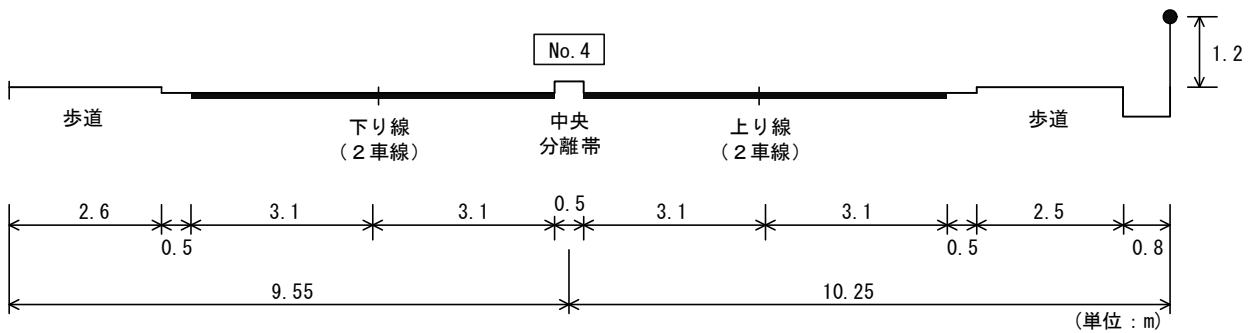 No.4
1.2
歩道
下り線
(2車線)
中央
分離帯
上り線
(2車線)
歩道
2.6
0.5
3.1
3.1
0.5
3.1
3.1
0.5
2.5
0.8
9.55
10.25
(単位:m)